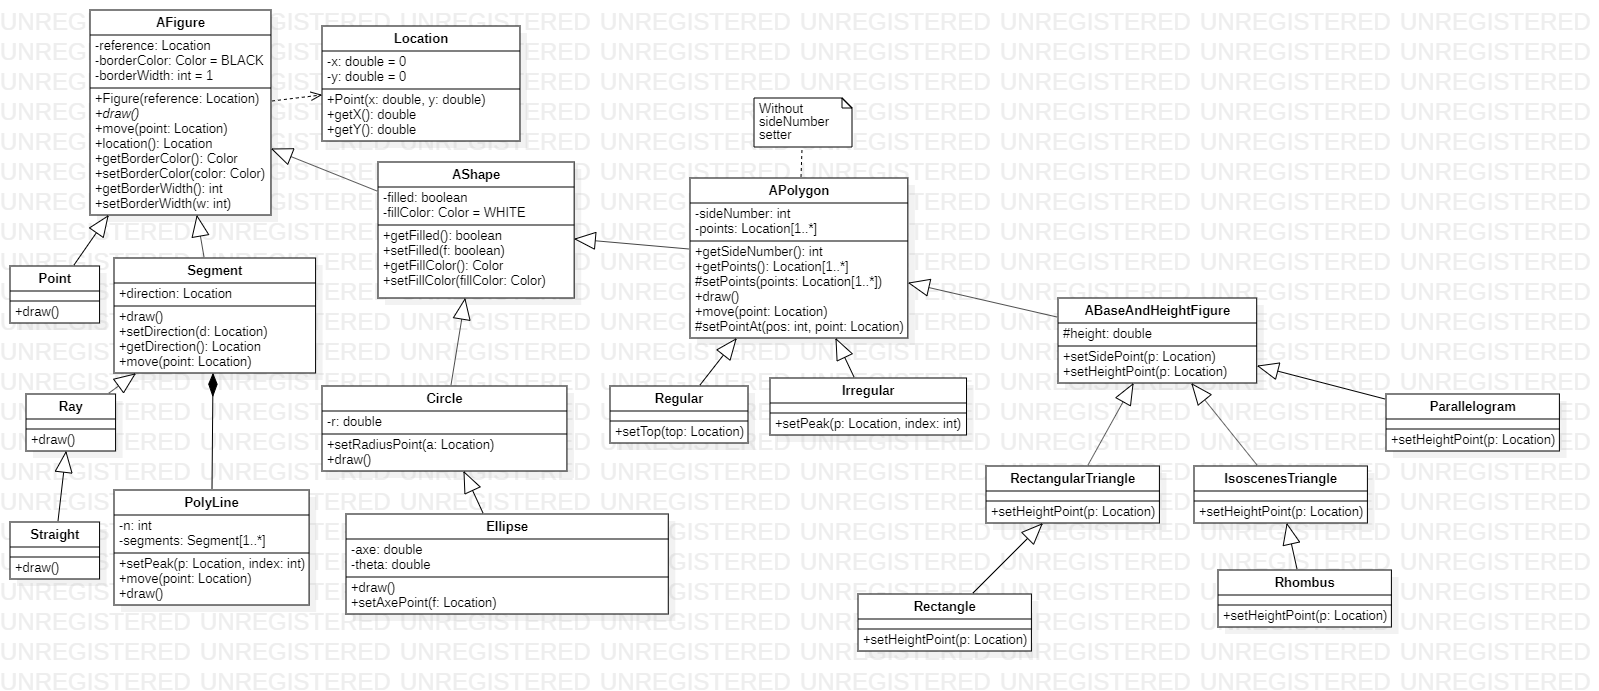 AFigure
-reference: Location
-borderColor: Color = BLACK
-borderWidth: int = 1
+Figure(reference: Location)
+draw()
+move(point: Location)
+location(): Location
+getBorderColor(): Color
+setBorderColor(color: Color)
+getBorderWidth(): int
+setBorderWidth(w: int)
Location
-x: double = 0
-y: double = 0
+Point(x: double, y: double)
+getX(): double
+getY(): double
Without
sideNumber
setter
AShape
-filled: boolean
-fillColor: Color = WHITE
+getFilled(): boolean
+setFilled(f: boolean)
+getFillColor(): Color
+setFillColor(fillColor: Color)
APolygon
-sideNumber: int
-points: Location[1..*]
+getSideNumber(): int
+getPoints(): Location[1..*]
#setPoints(points: Location[1..*])
+draw()
+move(point: Location)
#setPointAt(pos: int, point: Location)
Point
+draw()
Segment
+direction: Location
+draw()
+setDirection(d: Location)
+getDirection(): Location
+move(point: Location)
ABaseAndHeightFigure
#height: double
+setSidePoint(p: Location)
+setHeightPoint(p: Location)
Ray
+draw()
Circle
-r: double
+setRadiusPoint(a: Location)
+draw()
Regular
+setTop(top: Location)
Irregular
+setPeak(p: Location, index: int)
Parallelogram
+setHeightPoint(p: Location)
RectangularTriangle
+setHeightPoint(p: Location)
IsoscenesTriangle
+setHeightPoint(p: Location)
Straight
+draw()
PolyLine
-n: int
-segments: Segment[1..*]
+setPeak(p: Location, index: int)
+move(point: Location)
+draw()
Ellipse
-axe: double
-theta: double
+draw()
+setAxePoint(f: Location)
Rectangle
+setHeightPoint(p: Location)
Rhombus
+setHeightPoint(p: Location)
UNREGISTERED